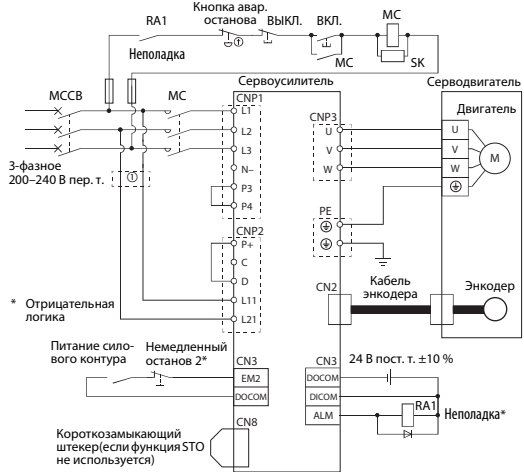 Кнопка авар.
останова
RA1
ВЫКЛ.
ВКЛ.
MC
Неполадка
MC
SK
Сервоусилитель
Серводвигатель
MCCB
MC
CNP1
L1
L2
L3
N–
P3
P4
CNP3
U
V
W
Двигатель
U
V
W
M
3-фазное
200–240 В пер. т.
①
PE
CNP2
P+
C
D
L11
L21
* Отрицательная
логика
CN2
Кабель
энкодера
Энкодер
Питание сило-
вого контура
Немедленный
останов 2*
CN3
EM2
DOCOM
CN3
DOCOM
DICOM
ALM
24 В пост. т. ±10 %
RA1
Неполадка*
CN8
Короткозамыкающий
штекер(если функция STO
не используется)